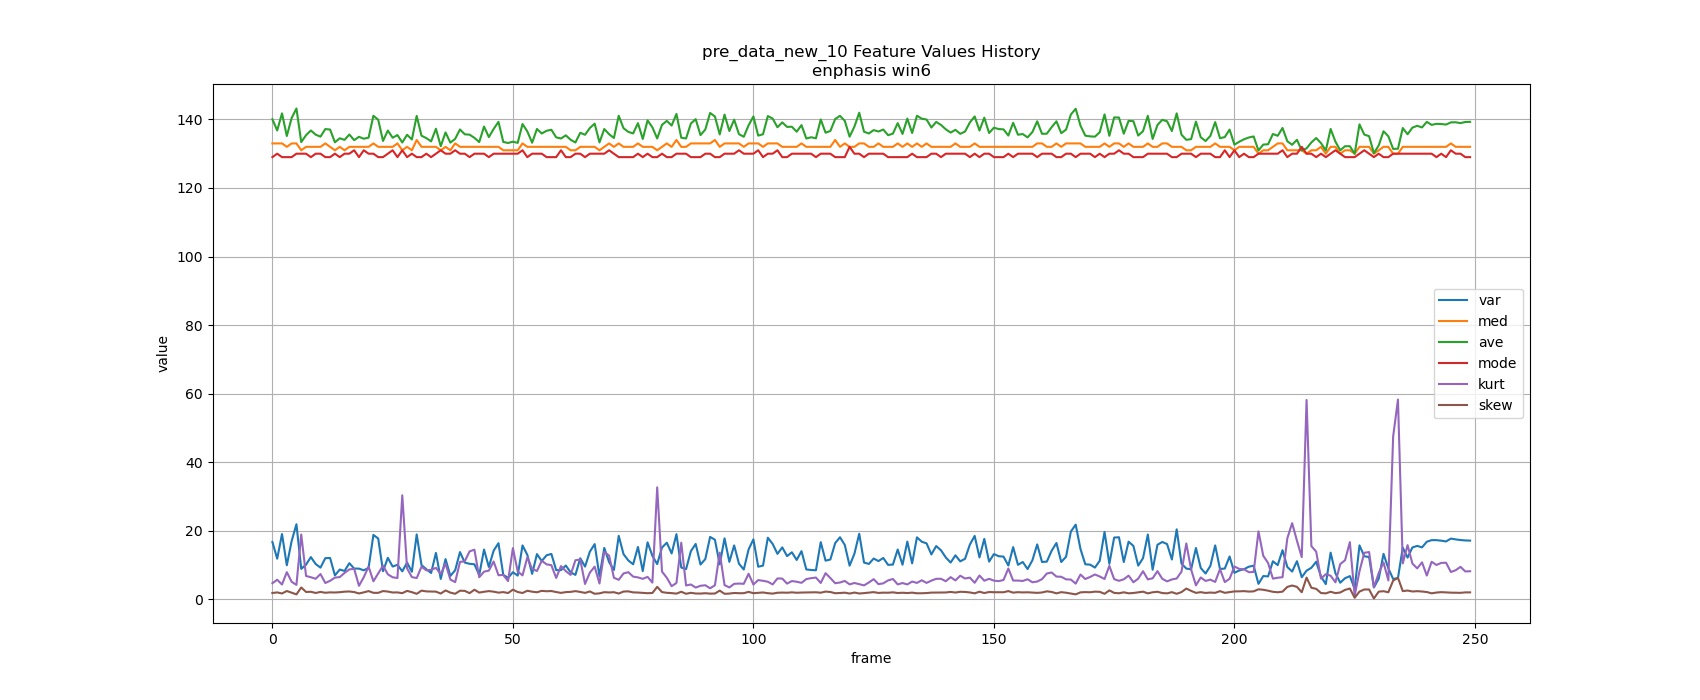 pre_data_new_10 Feature Values History
enphasis win6
140
120
100
80
60
40
20
0
value
var
med
ave
mode
kurt
skew
0 50 100 150 200 250
frame